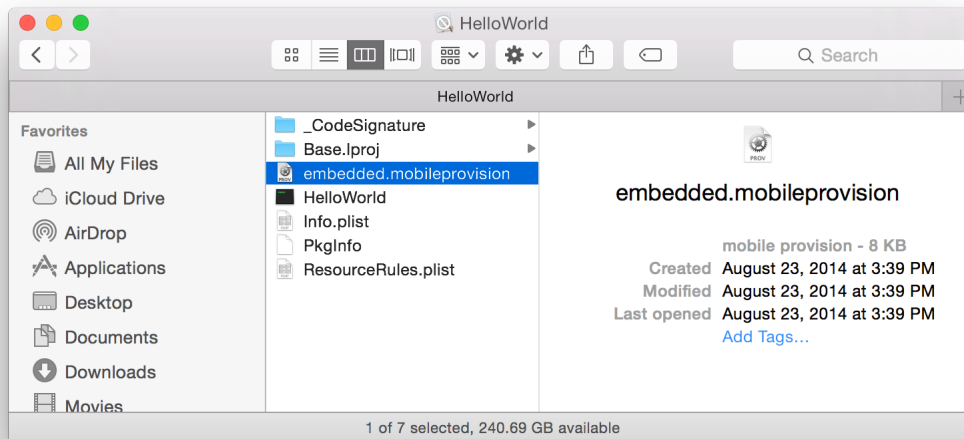 HelloWorld
Search
HelloWorld
Favorites
All My Files
iCloud Drive
AirDrop
Applications
Desktop
Documents
Downloads
Movies
_CodeSignature
Base.lproj
embedded.mobileprovision
HelloWorld
Info.plist
PkgInfo
ResourceRules.plist
PROV
embedded.mobileprovision
mobile provision - 8 KB
Created August 23, 2014 at 3:39 PM
Modified August 23, 2014 at 3:39 PM
Last opened August 23, 2014 at 3:39 PM
Add Tags…
1 of 7 selected, 240.69 GB available